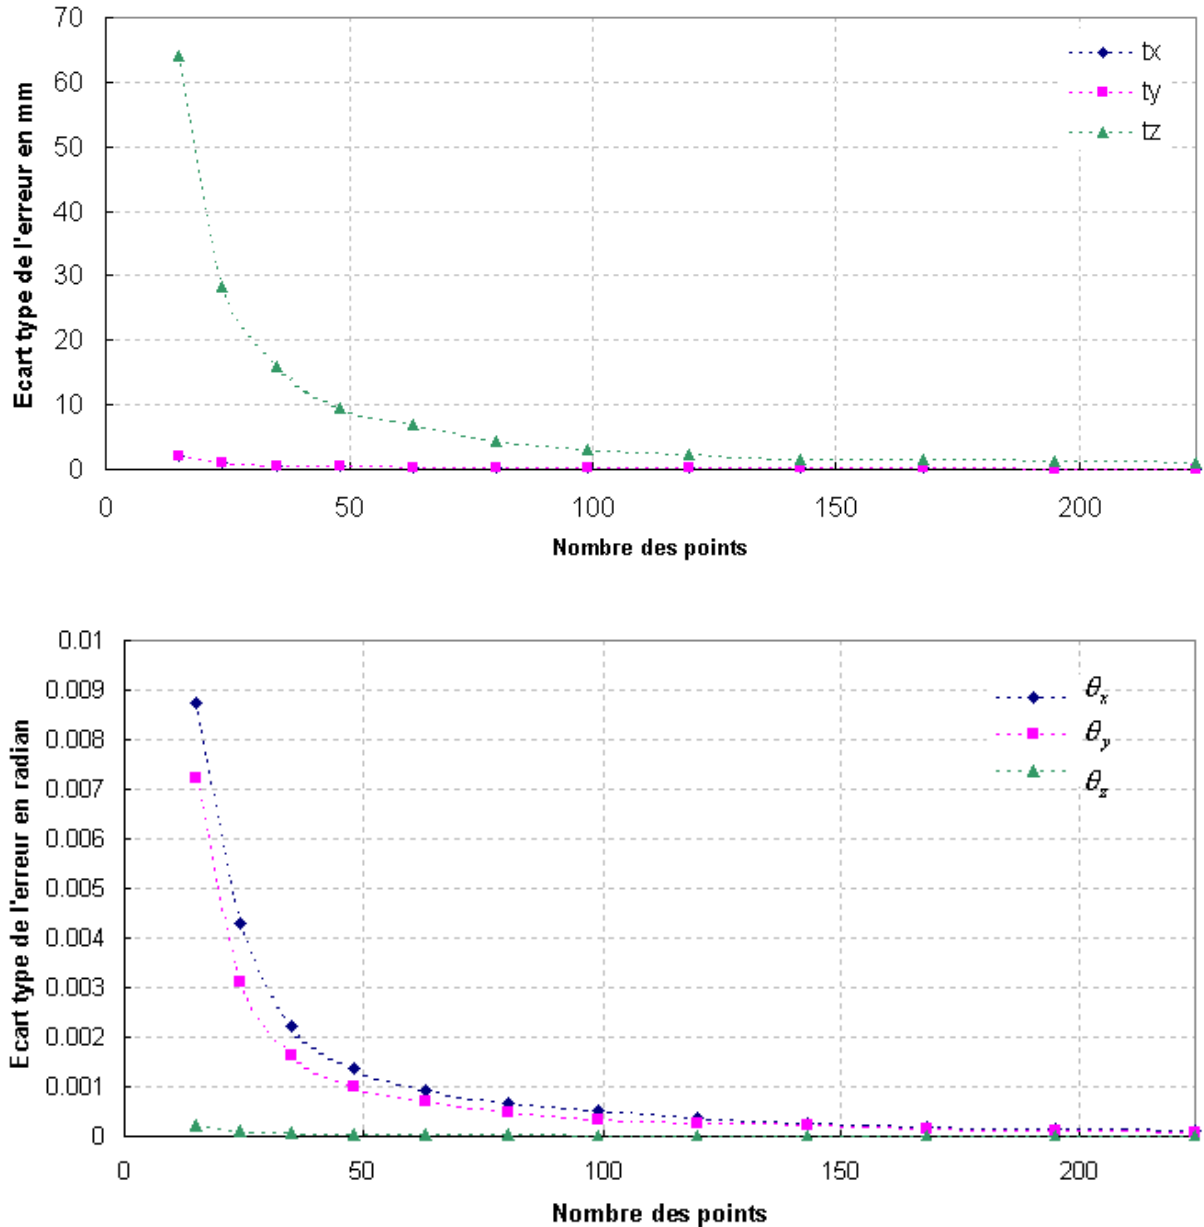 70
60
50
40
30
20
10
0
Ecart type de l'erreur en mm
tx
ty
tz
0 50 100 150 200
Nombre des points
0.01
0.009
0.008
0.007
0.006
0.005
0.004
0.003
0.002
0.001
0
Ecart type de l'erreur en radian
θx
θy
θz
0 50 100 150 200
Nombre des points